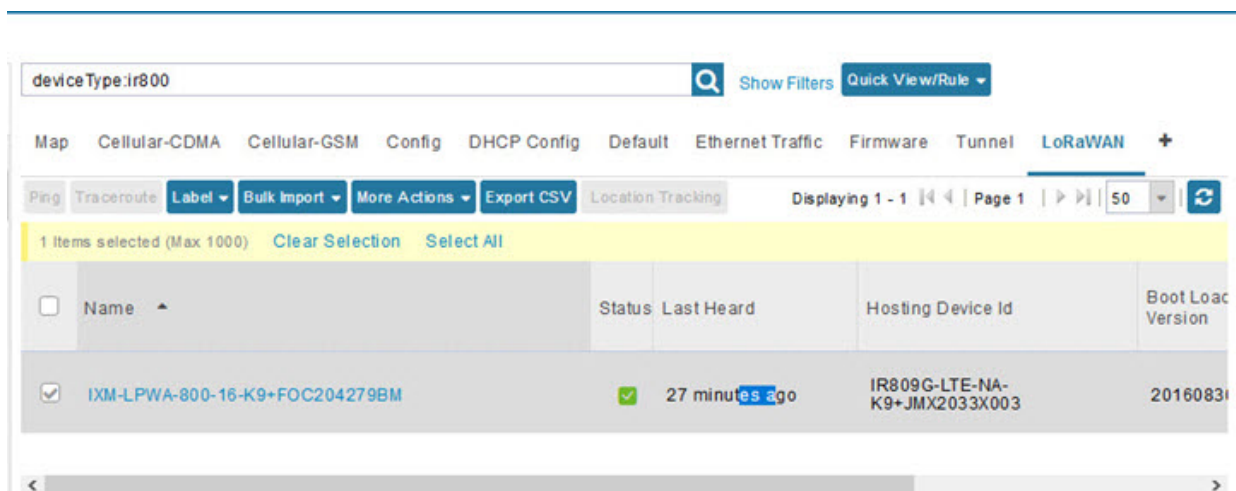 deviceType:ir800 Show Filters Quick View/Rule
Map Cellular-CDMA Cellular-GSM Config DHCP Config Default Ethernet Traffic Firmware Tunnel LoRaWAN +
Ping Traceroute Label Bulk Import More Actions Export CSV Location Tracking Displaying 1 - 1 | Page 1 | 50
1 Items selected (Max 1000) Clear Selection Select All
Name Status Last Heard Hosting Device Id Boot Load
Version
IXM-LPWA-800-16-K9+FOC204279BM 27 minutes ago IR809G-LTE-NA-
K9+JMX2033X003 2016083